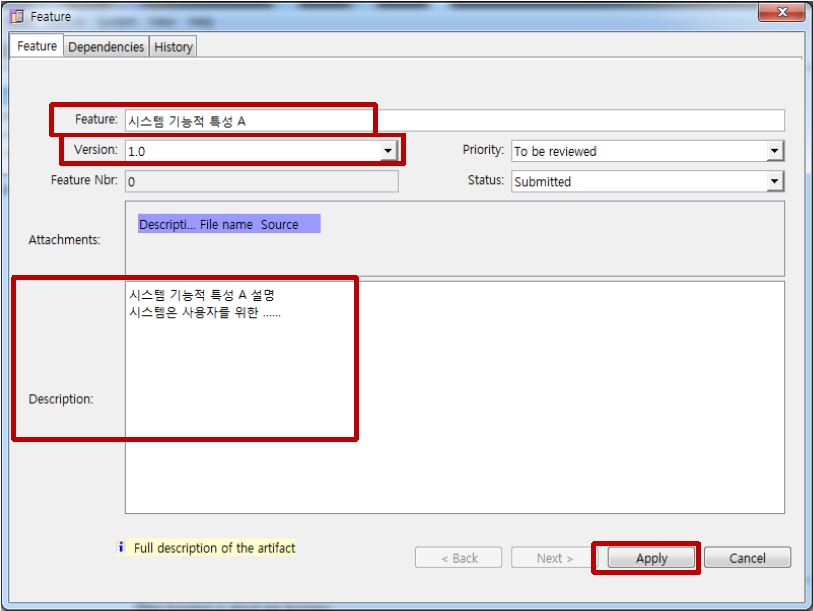 Feature
Feature Dependencies History
Feature: 시스템 기능적 특성 A
Version: 1.0 Priority: To be reviewed
Feature Nbr: 0 Status: Submitted
Descripti... File name Source
Attachments:
시스템 기능적 특성 A 설명
시스템은 사용자를 위한 ......
Description:
i Full description of the artifact
< Back Next > Apply Cancel